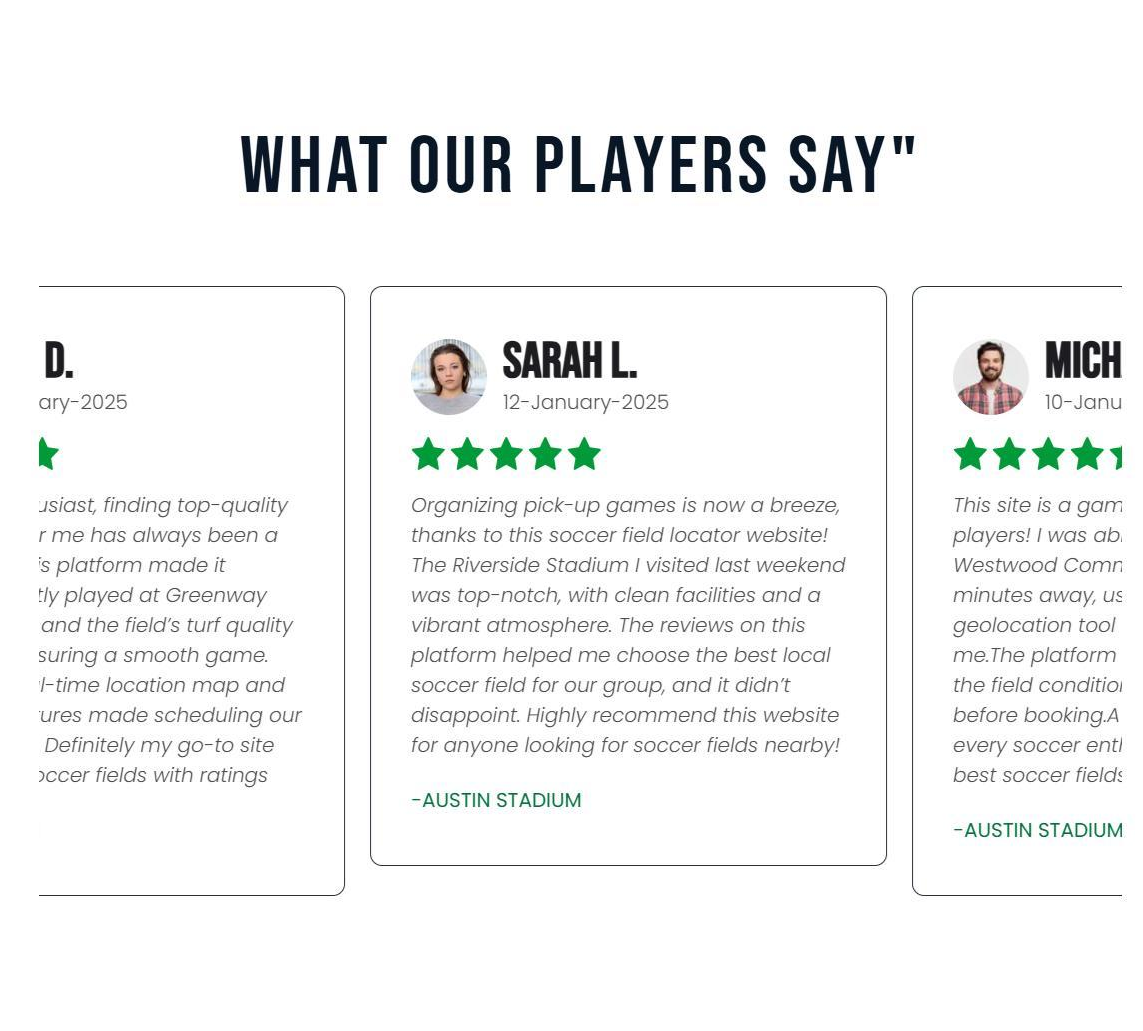 WHAT OUR PLAYERS SAY"
D.
ary-2025
usiast, finding top-quality
r me has always been a
is platform made it
tly played at Greenway
and the field’s turf quality
suring a smooth game.
l-time location map and
ures made scheduling our
Definitely my go-to site
occer fields with ratings
SARAH L.
12-January-2025
Organizing pick-up games is now a breeze,
thanks to this soccer field locator website!
The Riverside Stadium I visited last weekend
was top-notch, with clean facilities and a
vibrant atmosphere. The reviews on this
platform helped me choose the best local
soccer field for our group, and it didn’t
disappoint. Highly recommend this website
for anyone looking for soccer fields nearby!
-AUSTIN STADIUM
MICH
10-Janu
This site is a gam
players! I was ab
Westwood Comm
minutes away, us
geolocation tool
me.The platform
the field conditio
before booking.A
every soccer ent
best soccer fields
-AUSTIN STADIUM